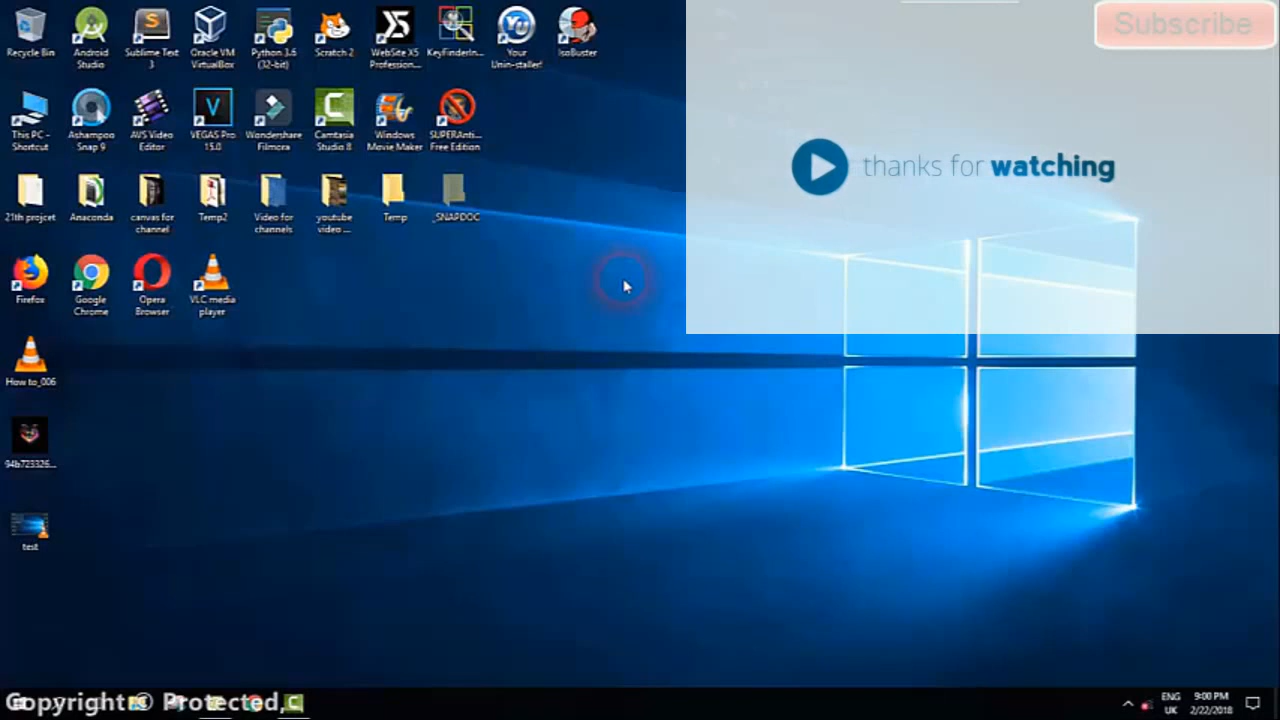 Subscribe
Recycle Bin
Android Studio
Sublime Text 3
Oracle VM VirtualBox
Python 3.6 (32-bit)
Scratch 2
WebSite X5 Profession...
KeyFinderIn...
Your Unin-staller!
IsoBuster
This PC - Shortcut
Ashampoo Snap 9
AVS Video Editor
VEGAS Pro 15.0
Wondershare Filmora
Camtasia Studio 8
Windows Movie Maker
SUPERAnti... Free Edition
thanks for watching
21th projcet
Anaconda
canvas for channel
Temp2
Video for channels
youtube video ...
Temp
_SNAPDOC
Firefox
Google Chrome
Opera Browser
VLC media player
How to_006
94b723326...
test
Copyright © Protected,
ENG UK
9:00 PM
2/22/2018